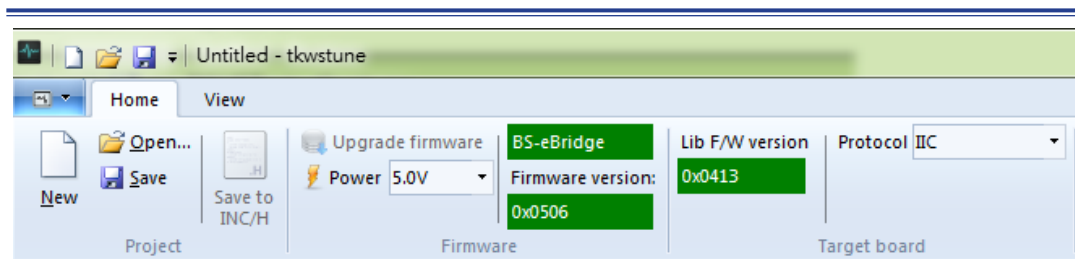 Untitled - tkwstune
Home View
New
Open...
Save
.H
Save to
INC/H
Project
Upgrade firmware
Power 5.0V
BS-eBridge
Firmware version:
0x0506
Firmware
Lib F/W version
0x0413
Protocol IIC
Target board